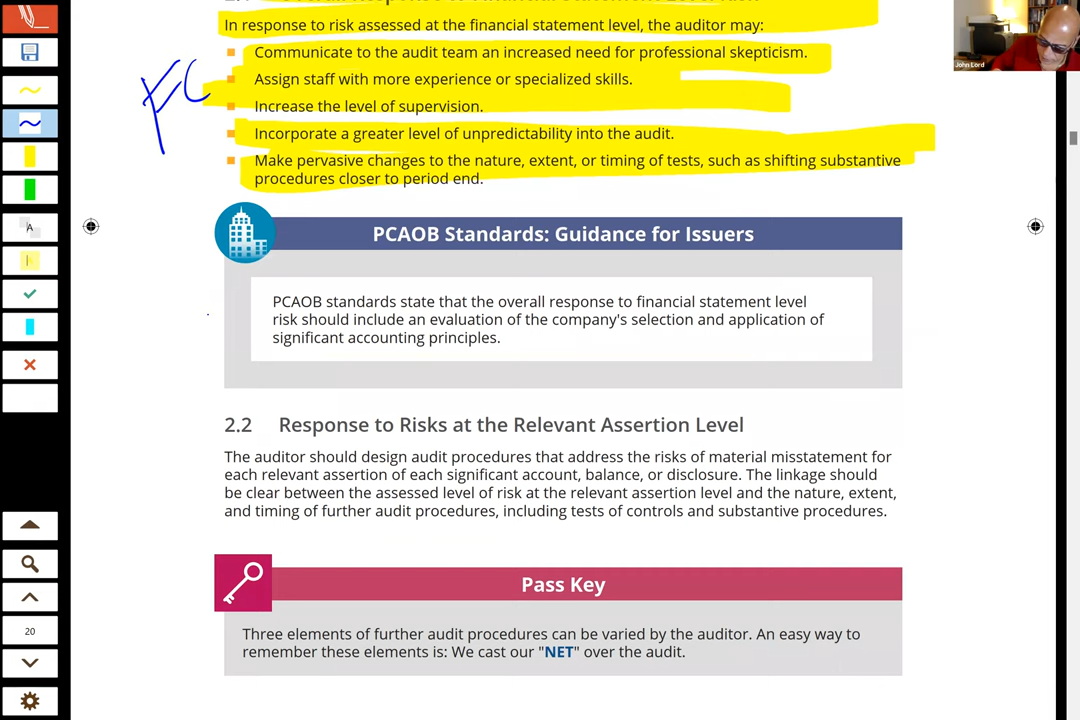 In response to risk assessed at the financial statement level, the auditor may:
Communicate to the audit team an increased need for professional skepticism.
Assign staff with more experience or specialized skills.
Increase the level of supervision.
Incorporate a greater level of unpredictability into the audit.
Make pervasive changes to the nature, extent, or timing of tests, such as shifting substantive
procedures closer to period end.
John Lord
A
PCAOB Standards: Guidance for Issuers
PCAOB standards state that the overall response to financial statement level
risk should include an evaluation of the company's selection and application of
significant accounting principles.
2.2 Response to Risks at the Relevant Assertion Level
The auditor should design audit procedures that address the risks of material misstatement for
each relevant assertion of each significant account, balance, or disclosure. The linkage should
be clear between the assessed level of risk at the relevant assertion level and the nature, extent,
and timing of further audit procedures, including tests of controls and substantive procedures.
Pass Key
Three elements of further audit procedures can be varied by the auditor. An easy way to
remember these elements is: We cast our "NET" over the audit.
20